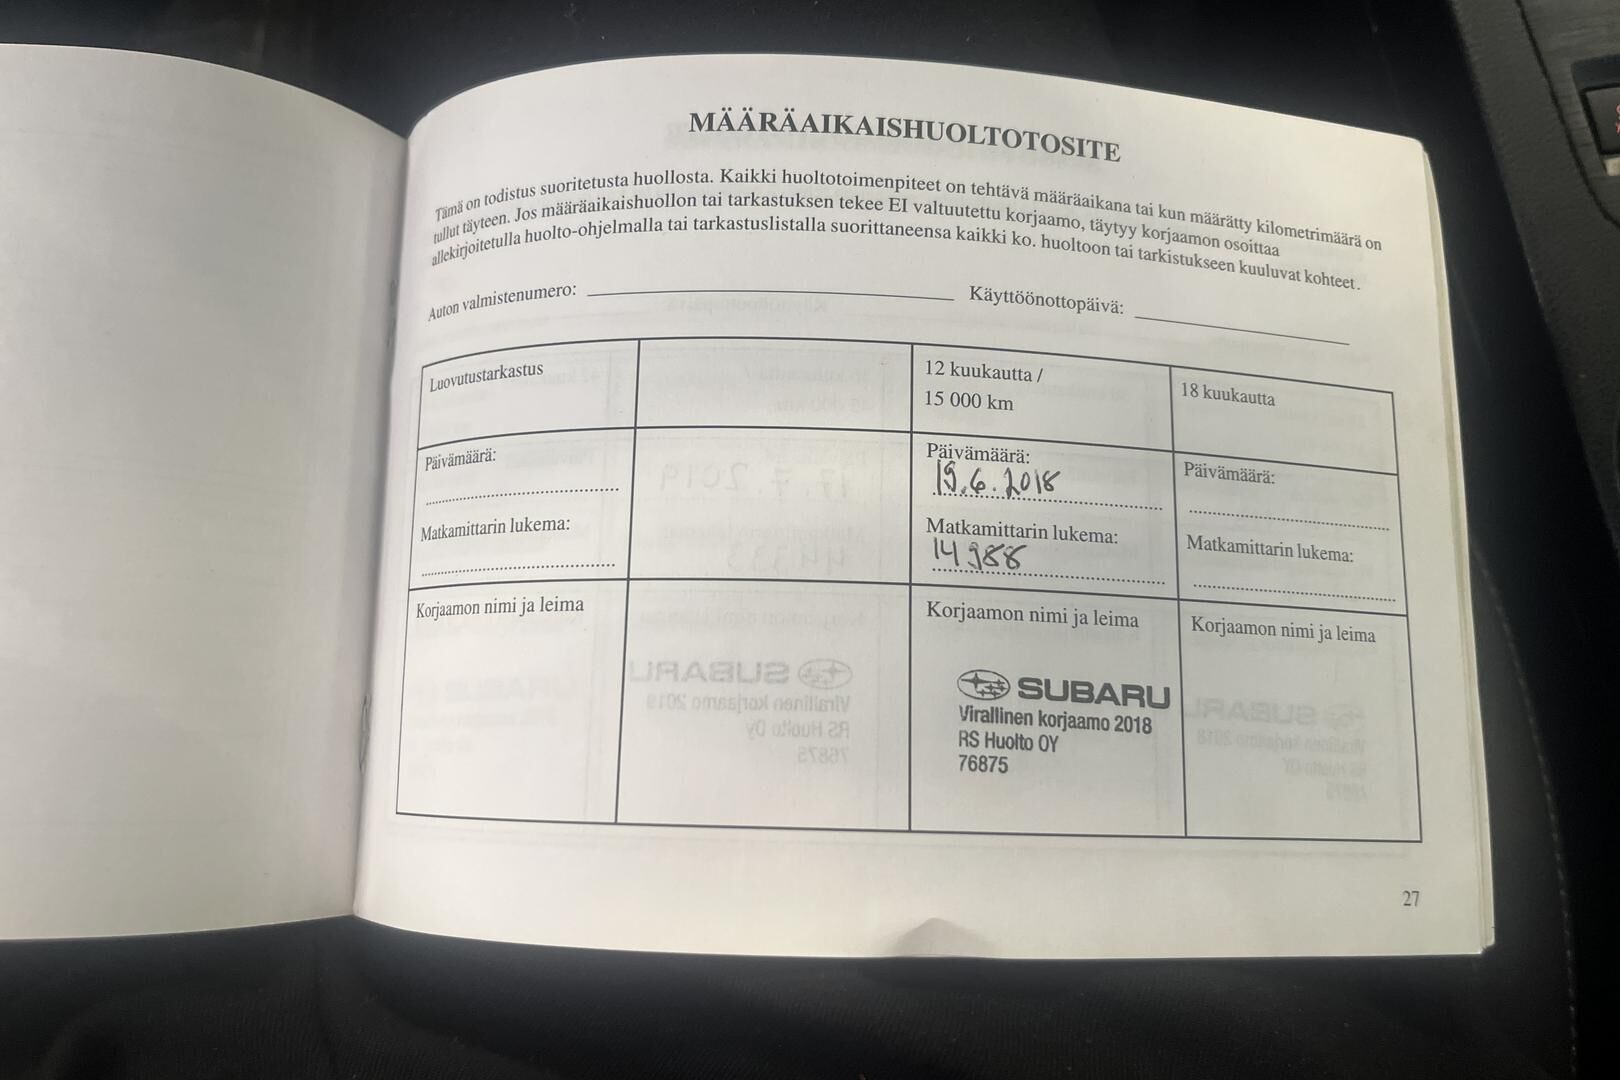 MÄÄRÄAIKAISHUOLTOTOSITE
Tämä on todistus suoritetusta huollosta. Kaikki huoltotoimenpiteet on tehtävä määräaikana tai kun määrätty kilometrimäärä on
tullut täyteen. Jos määräaikaishuollon tai tarkastuksen tekee EI valtuutettu korjaamo, täytyy korjaamon osoittaa
allekirjoitetulla huolto-ohjelmalla tai tarkastuslistalla suorittaneensa kaikki ko. huoltoon tai tarkistukseen kuuluvat kohteet.
Auton valmistenumero: Käyttöönottopäivä:
Luovutustarkastus
12 kuukautta /
15 000 km
18 kuukautta
Päivämäärä:
Päivämäärä:
19.6.2018
Päivämäärä:
Matkamittarin lukema:
Matkamittarin lukema:
14988
Matkamittarin lukema:
Korjaamon nimi ja leima
Korjaamon nimi ja leima
Korjaamon nimi ja leima
SUBARU
Virallinen korjaamo 2018
RS Huolto OY
76875
27